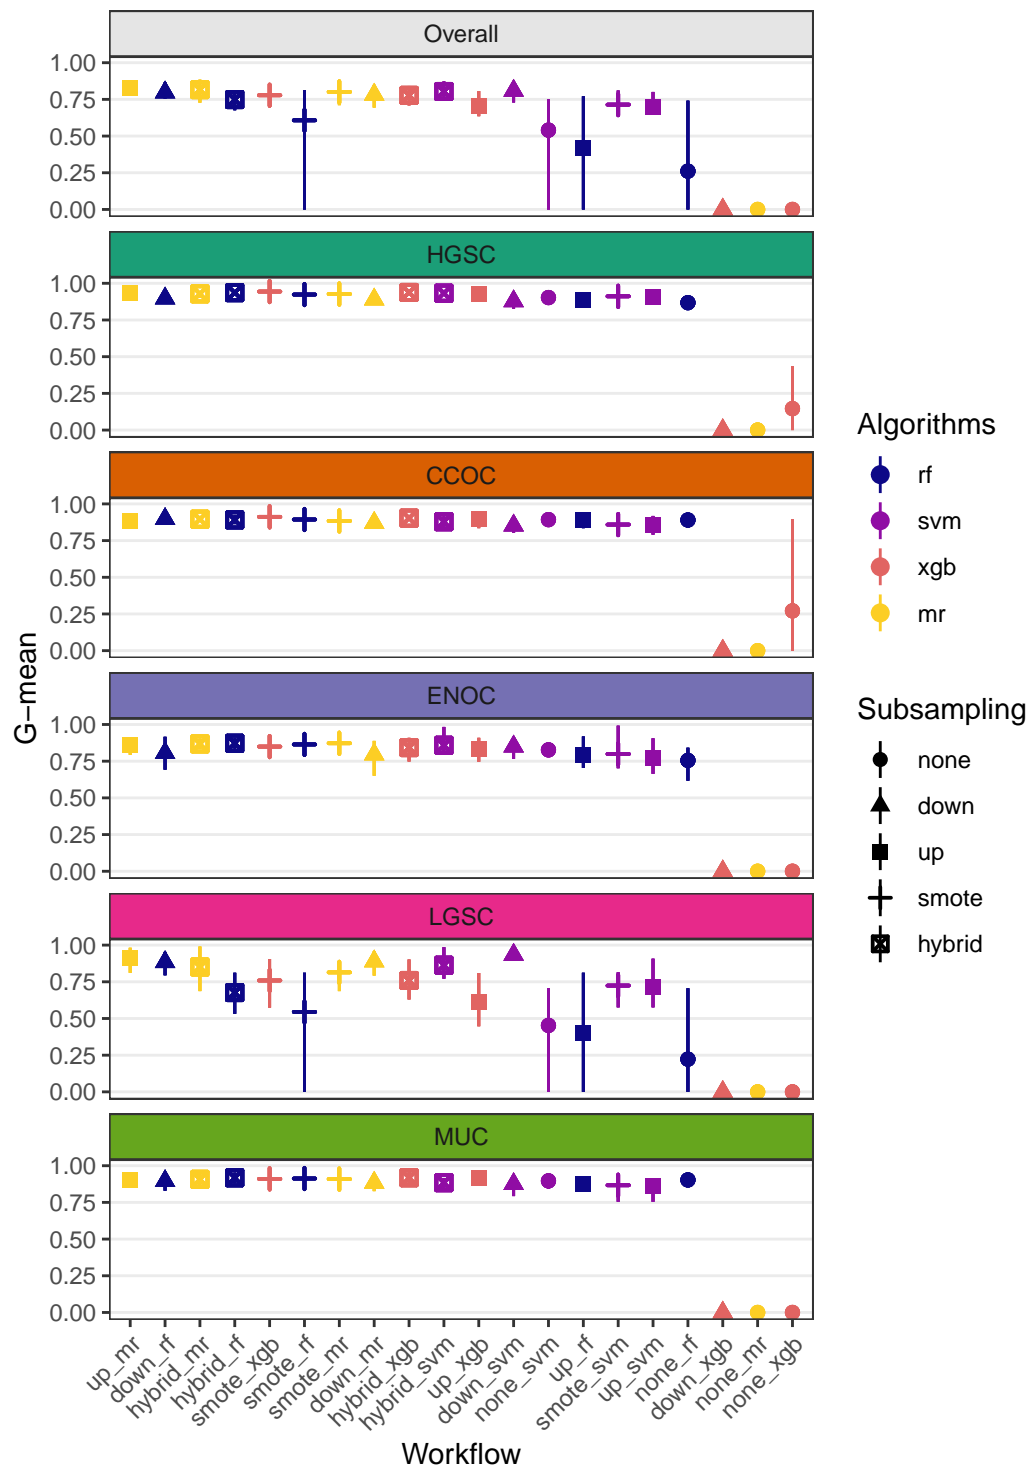 Overall
1.00
0.75
0.50
0.25
0.00
HGSC
1.00
0.75
0.50
0.25
0.00
CCOC
1.00
0.75
0.50
0.25
0.00
ENOC
1.00
0.75
0.50
0.25
0.00
LGSC
1.00
0.75
0.50
0.25
0.00
MUC
1.00
0.75
0.50
0.25
0.00
G−mean
up_mr
down_rf
hybrid_mr
hybrid_rf
smote_xgb
smote_rf
smote_mr
down_mr
hybrid_xgb
hybrid_svm
up_xgb
down_svm
none_svm
up_rf
smote_svm
up_svm
none_rf
down_xgb
none_mr
none_xgb
Workflow
Algorithms
rf
svm
xgb
mr
Subsampling
none
down
up
smote
hybrid